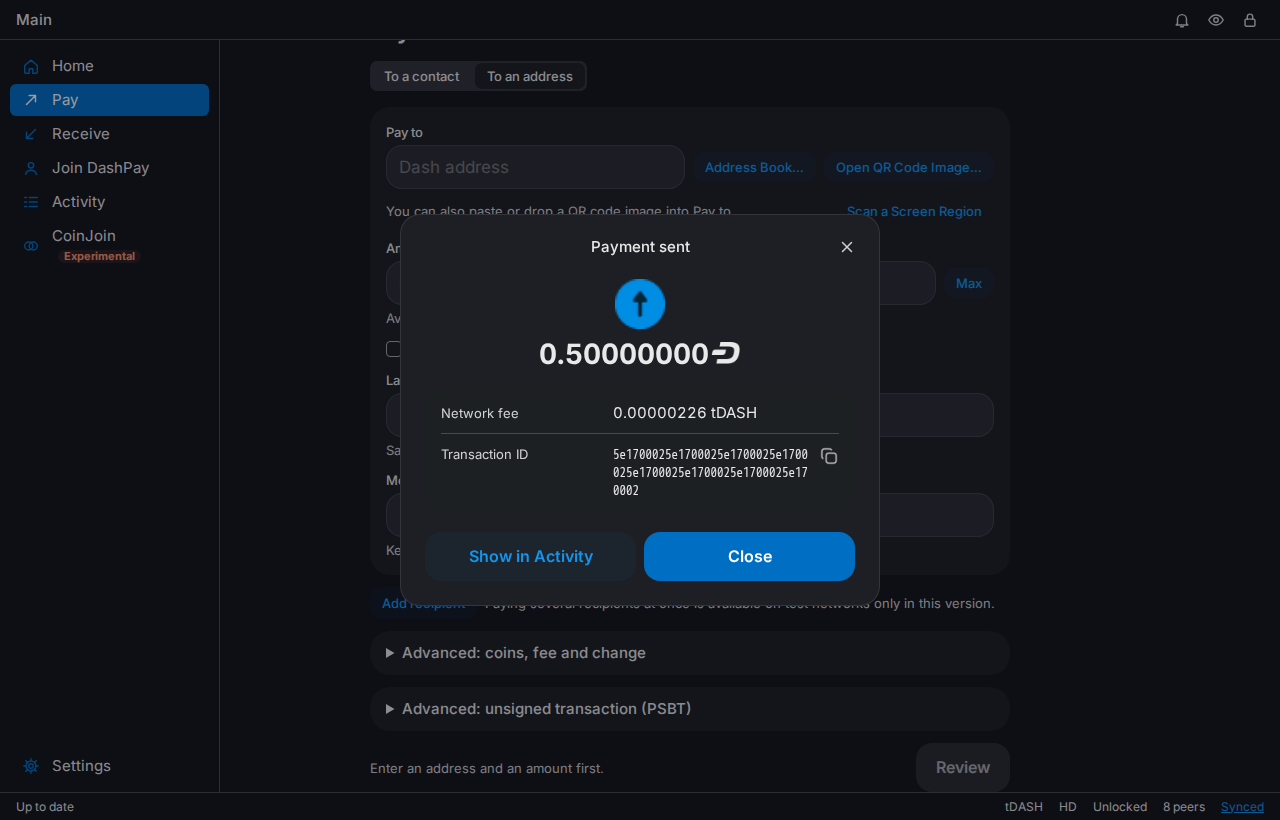 Main
Home
Pay
Receive
Join DashPay
Activity
CoinJoin
Experimental
Settings
To a contact
To an address
Pay to
Dash address
Address Book...
Open QR Code Image...
You can also paste or drop a QR code image into Pay to.
Scan a Screen Region
Max
Payment sent
0.50000000
Network fee
0.00000226 tDASH
Transaction ID
5e1700025e1700025e1700025e1700
025e1700025e1700025e1700025e17
0002
Show in Activity
Close
Add recipient
Paying several recipients at once is available on test networks only in this version.
Advanced: coins, fee and change
Advanced: unsigned transaction (PSBT)
Enter an address and an amount first.
Review
Up to date
tDASH
HD
Unlocked
8 peers
Synced